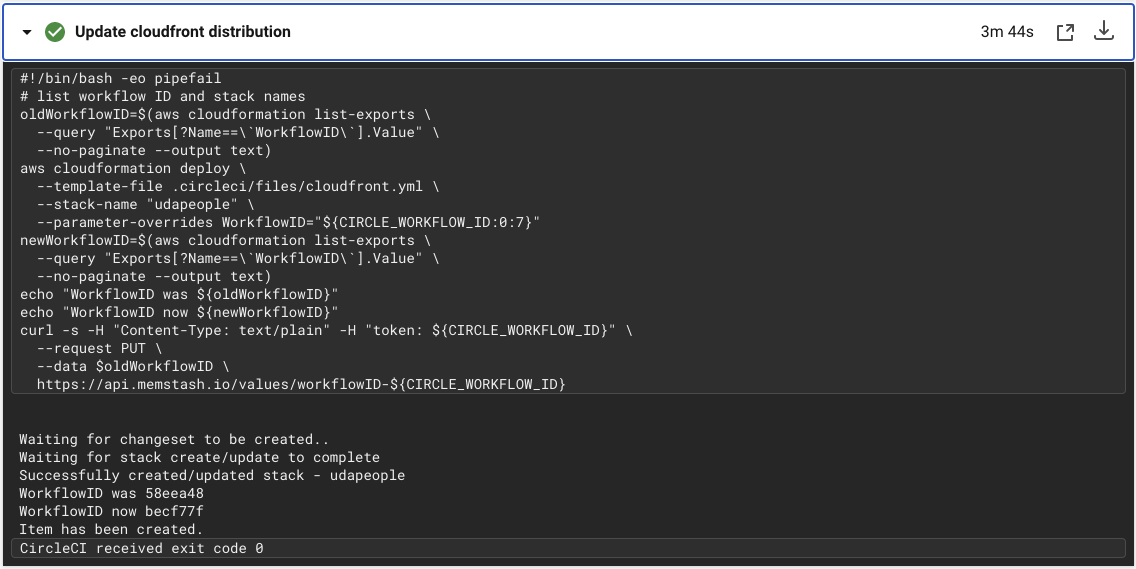 Update cloudfront distribution 3m 44s
#!/bin/bash -eo pipefail
# list workflow ID and stack names
oldWorkflowID=$(aws cloudformation list-exports \
  --query "Exports[?Name==\`WorkflowID\`].Value" \
  --no-paginate --output text)
aws cloudformation deploy \
  --template-file .circleci/files/cloudfront.yml \
  --stack-name "udapeople" \
  --parameter-overrides WorkflowID="${CIRCLE_WORKFLOW_ID:0:7}"
newWorkflowID=$(aws cloudformation list-exports \
  --query "Exports[?Name==\`WorkflowID\`].Value" \
  --no-paginate --output text)
echo "WorkflowID was ${oldWorkflowID}"
echo "WorkflowID now ${newWorkflowID}"
curl -s -H "Content-Type: text/plain" -H "token: ${CIRCLE_WORKFLOW_ID}" \
  --request PUT \
  --data $oldWorkflowID \
  https://api.memstash.io/values/workflowID-${CIRCLE_WORKFLOW_ID}
Waiting for changeset to be created..
Waiting for stack create/update to complete
Successfully created/updated stack - udapeople
WorkflowID was 58eea48
WorkflowID now becf77f
Item has been created.
CircleCI received exit code 0